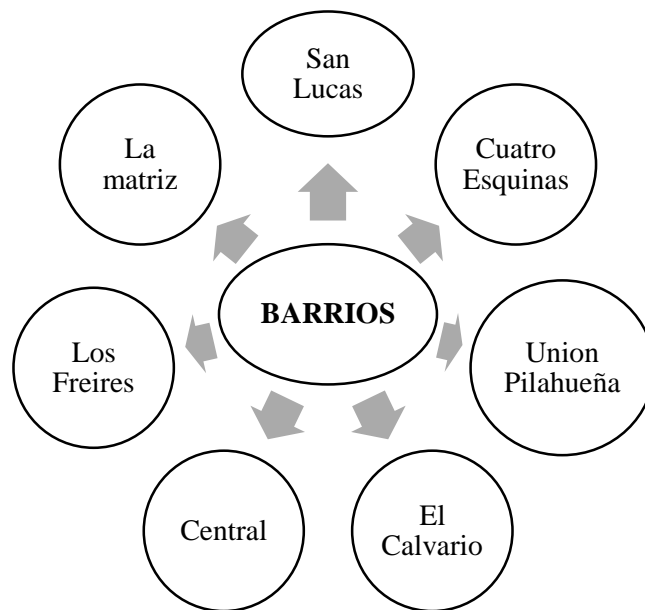 San
Lucas
Cuatro
Esquinas
Union
Pilahueña
El
Calvario
Central
Los
Freires
La
matriz
BARRIOS